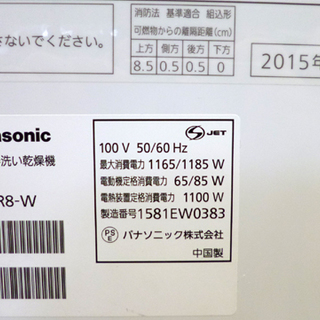 さないでください。
消防法 基準適合 組込形
可燃物からの離隔距離(cm)
上方 側方 後方 下方
8.5 0.5 0.5 0
2015年
asonic
洗い乾燥機
R8-W
S JET
100 V 50/60 Hz
最大消費電力 1165/1185 W
電動機定格消費電力 65/85 W
電熱装置定格消費電力 1100 W
製造番号 1581EW0383
PS E パナソニック株式会社
中国製